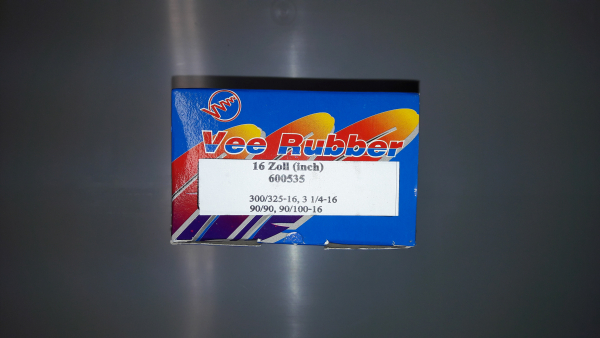 Vee Rubber
16 Zoll (inch)
600535
300/325-16, 3 1/4-16
90/90, 90/100-16